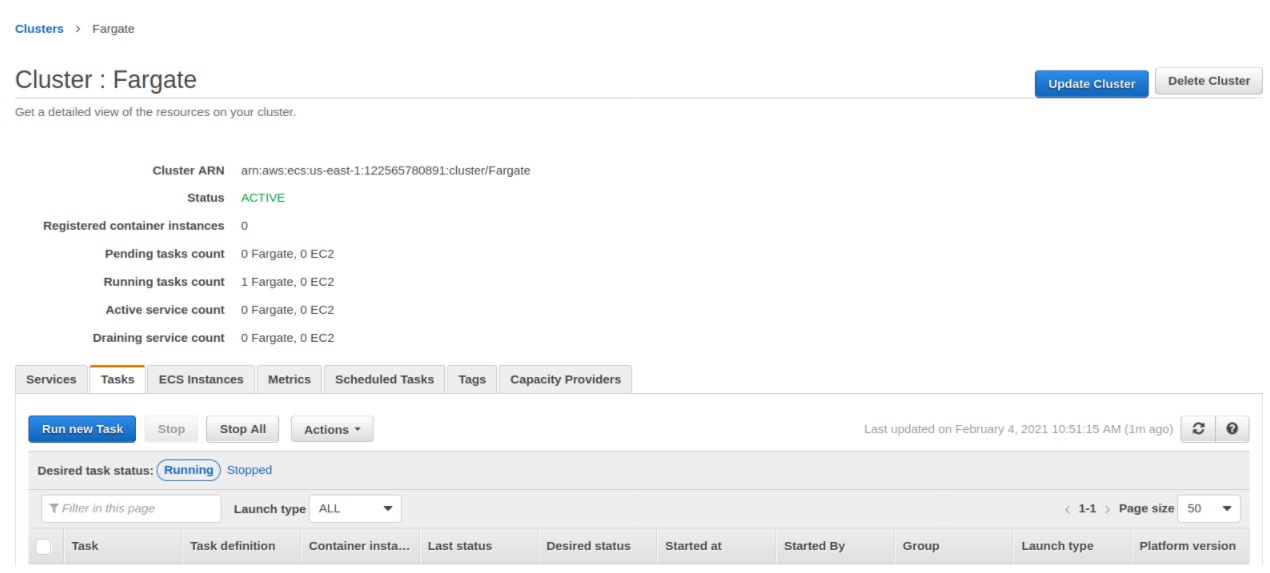 Clusters > Fargate
Cluster : Fargate
Update Cluster
Delete Cluster
Get a detailed view of the resources on your cluster.
Cluster ARN arn:aws:ecs:us-east-1:122565780891:cluster/Fargate
Status ACTIVE
Registered container instances 0
Pending tasks count 0 Fargate, 0 EC2
Running tasks count 1 Fargate, 0 EC2
Active service count 0 Fargate, 0 EC2
Draining service count 0 Fargate, 0 EC2
Services Tasks ECS Instances Metrics Scheduled Tasks Tags Capacity Providers
Run new Task Stop Stop All Actions Last updated on February 4, 2021 10:51:15 AM (1m ago)
Desired task status: Running Stopped
Filter in this page Launch type ALL < 1-1 > Page size 50
Task Task definition Container insta... Last status Desired status Started at Started By Group Launch type Platform version